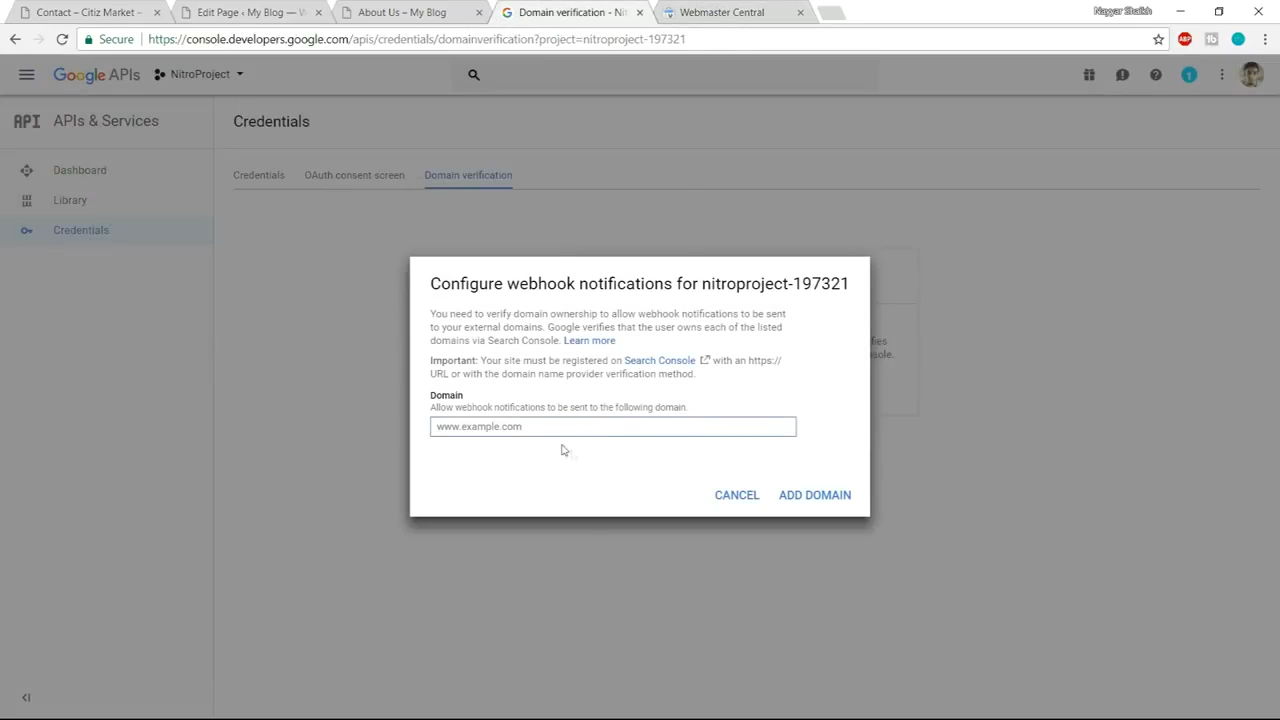 Contact – Citiz Market –
Edit Page ‹ My Blog — W
About Us – My Blog
Domain verification - Nit
Webmaster Central
Nayyar Shaikh
Secure
https://console.developers.google.com/apis/credentials/domainverification?project=nitroproject-197321
ABP
Google APIs
NitroProject
1
API APIs & Services
Credentials
Dashboard
Library
Credentials
Credentials
OAuth consent screen
Domain verification
Configure webhook notifications for nitroproject-197321
You need to verify domain ownership to allow webhook notifications to be sent
to your external domains. Google verifies that the user owns each of the listed
domains via Search Console. Learn more
Important: Your site must be registered on Search Console with an https://
URL or with the domain name provider verification method.
Domain
Allow webhook notifications to be sent to the following domain.
www.example.com
CANCEL
ADD DOMAIN